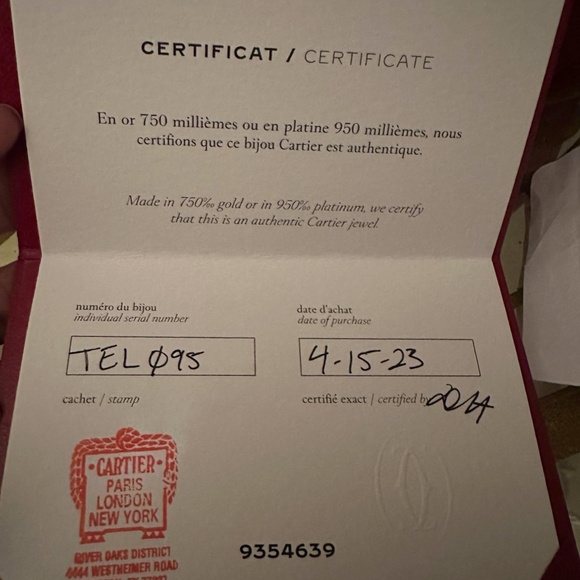 CERTIFICAT / CERTIFICATE
En or 750 millièmes ou en platine 950 millièmes, nous
certifions que ce bijou Cartier est authentique.
Made in 750‰ gold or in 950‰ platinum, we certify
that this is an authentic Cartier jewel.
numéro du bijou
individual serial number
TELØ95
date d'achat
date of purchase
4-15-23
cachet / stamp
certifié exact / certified by
CARTIER
PARIS
LONDON
NEW YORK
RIVER OAKS DISTRICT
4444 WESTHEIMER ROAD
9354639